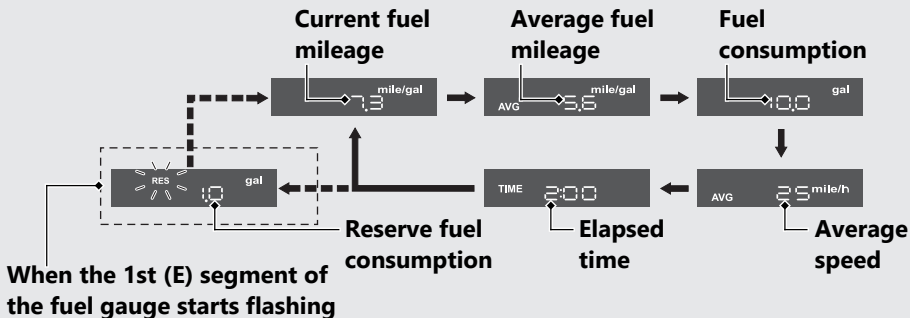 Current fuel
mileage
Average fuel
mileage
Fuel
consumption
mile/gal
7.3
mile/gal
AVG 5.6
gal
10.0
RES
gal
1.0
TIME 2:00
AVG 25 mile/h
Reserve fuel
consumption
Elapsed
time
Average
speed
When the 1st (E) segment of
the fuel gauge starts flashing